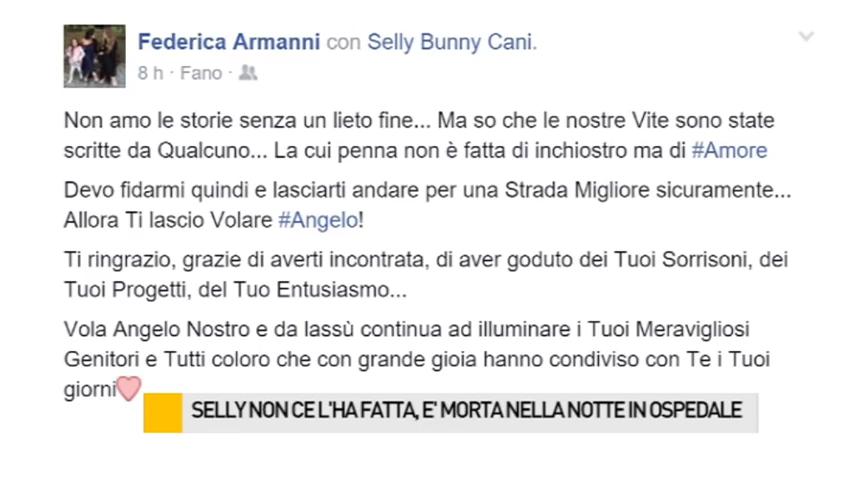 Federica Armanni con Selly Bunny Cani.
8 h · Fano ·
Non amo le storie senza un lieto fine... Ma so che le nostre Vite sono state
scritte da Qualcuno... La cui penna non è fatta di inchiostro ma di #Amore
Devo fidarmi quindi e lasciarti andare per una Strada Migliore sicuramente...
Allora Ti lascio Volare #Angelo!
Ti ringrazio, grazie di averti incontrata, di aver goduto dei Tuoi Sorrisoni, dei
Tuoi Progetti, del Tuo Entusiasmo...
Vola Angelo Nostro e da lassù continua ad illuminare i Tuoi Meravigliosi
Genitori e Tutti coloro che con grande gioia hanno condiviso con Te i Tuoi
giorni
SELLY NON CE L'HA FATTA, E' MORTA NELLA NOTTE IN OSPEDALE